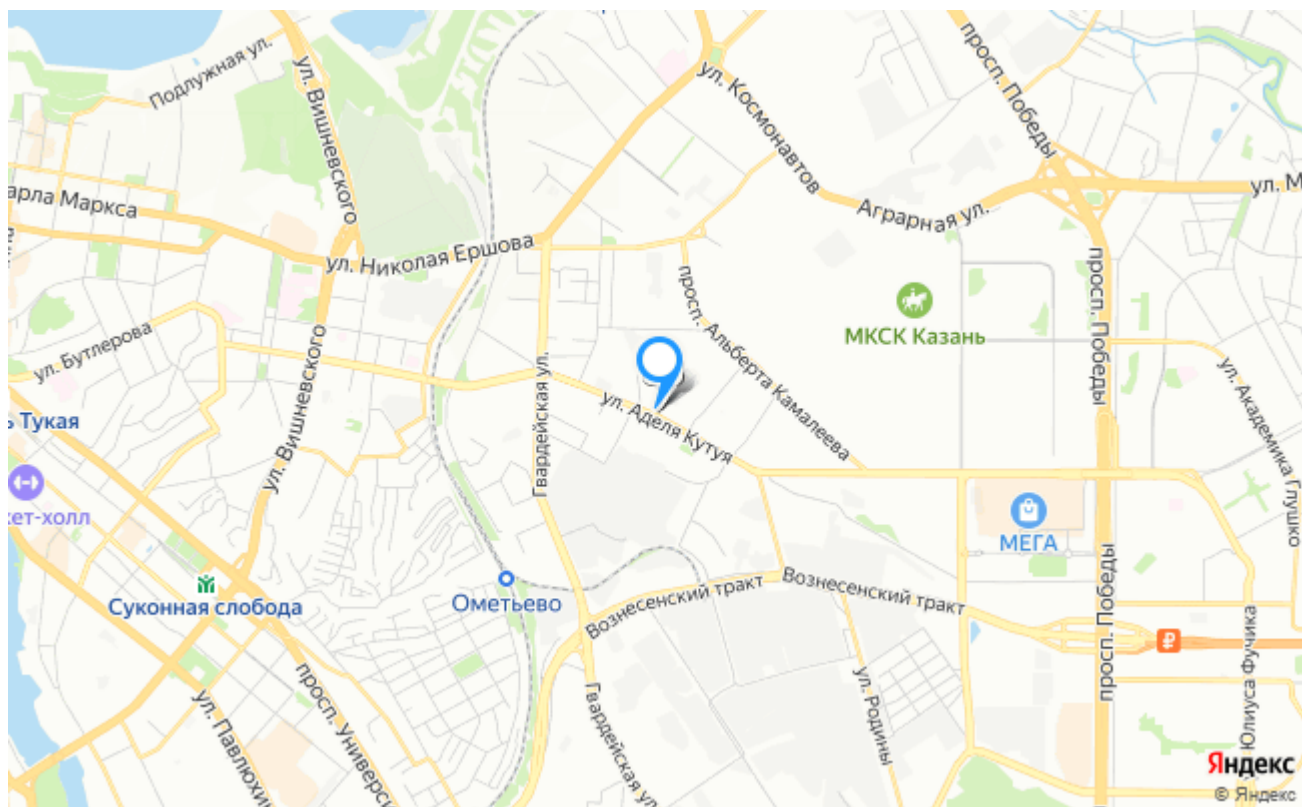 просп. Победы
Подлужная ул.
ул. Вишневского
ул. Космонавтов
ул. М
арла Маркса
Аграрная ул.
ул. Николая Ершова
просп. Победы
просп. Альберта Камалеева
МКСК Казань
ул. Бутлерова
ул. Вишневского
Гвардейская ул.
ул. Аделя Кутуя
ул. Академика Глушко
ь Тукая
кет-холл
МЕГА
Суконная слобода
Ометьево
Вознесенский тракт
Вознесенский тракт
просп. Победы
Юлиуса Фучика
ул. Родины
ул. Павлюхин
просп. Универси
Гвардейская ул
Яндекс
© Яндекс